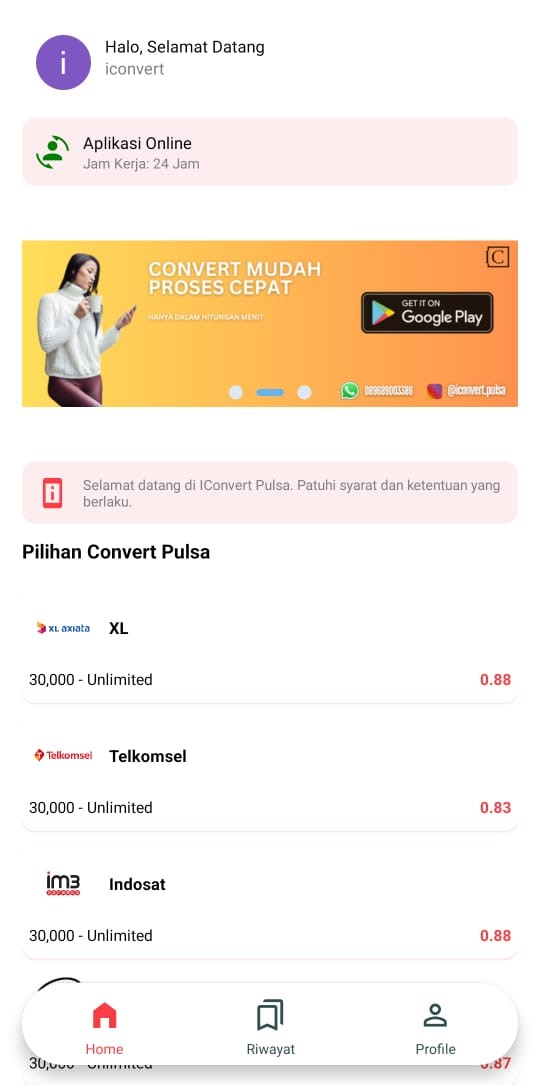 i
Halo, Selamat Datang
iconvert
Aplikasi Online
Jam Kerja: 24 Jam
C
CONVERT MUDAH
PROSES CEPAT
HANYA DALAM HITUNGAN MENIT
GET IT ON
Google Play
089689003386
@iconvert.pulsa
Selamat datang di IConvert Pulsa. Patuhi syarat dan ketentuan yang
berlaku.
Pilihan Convert Pulsa
XL axiata XL
30,000 - Unlimited 0.88
Telkomsel Telkomsel
30,000 - Unlimited 0.83
im3 OOREDOO Indosat
30,000 - Unlimited 0.88
Home Riwayat Profile
30,000 - Unlimited 0.87